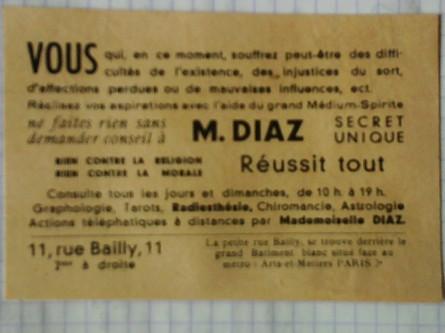 VOUS qui, en ce moment, souffrez peut-être des diffi-
cultés de l'existence, des injustices du sort,
d'affections perdues ou de mauvaises influences, ect.
Réalisez vos aspirations avec l'aide du grand Médium-Spirite
ne faites rien sans
demander conseil à
M. DIAZ
SECRET
UNIQUE
RIEN CONTRE LA RELIGION
RIEN CONTRE LA MORALE
Réussit tout
Consulte tous les jours et dimanches, de 10 h. à 19 h.
Graphologie, Tarots, Radiesthésie, Chiromancie, Astrologie
Actions téléphatiques à distances par Mademoiselle DIAZ.
11, rue Bailly, 11
2me à droite
La petite rue Bailly, se trouve derrière le
grand Batiment blanc situé face au
métro : Arts-et-Métiers PARIS 3e